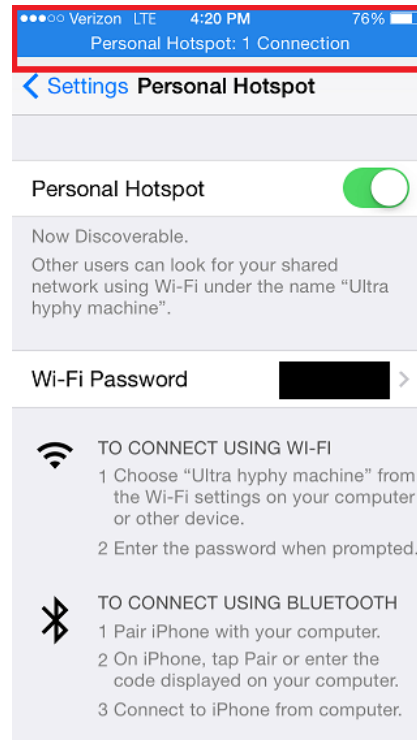 Verizon LTE 4:20 PM 76%
Personal Hotspot: 1 Connection
Settings Personal Hotspot
Personal Hotspot
Now Discoverable.
Other users can look for your shared
network using Wi-Fi under the name “Ultra
hyphy machine”.
Wi-Fi Password
TO CONNECT USING WI-FI
1 Choose “Ultra hyphy machine” from
the Wi-Fi settings on your computer
or other device.
2 Enter the password when prompted.
TO CONNECT USING BLUETOOTH
1 Pair iPhone with your computer.
2 On iPhone, tap Pair or enter the
code displayed on your computer.
3 Connect to iPhone from computer.